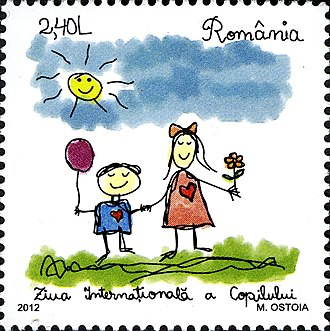 2,40L România
Ziua Internațională a Copilului
2012 M. OSTOIA